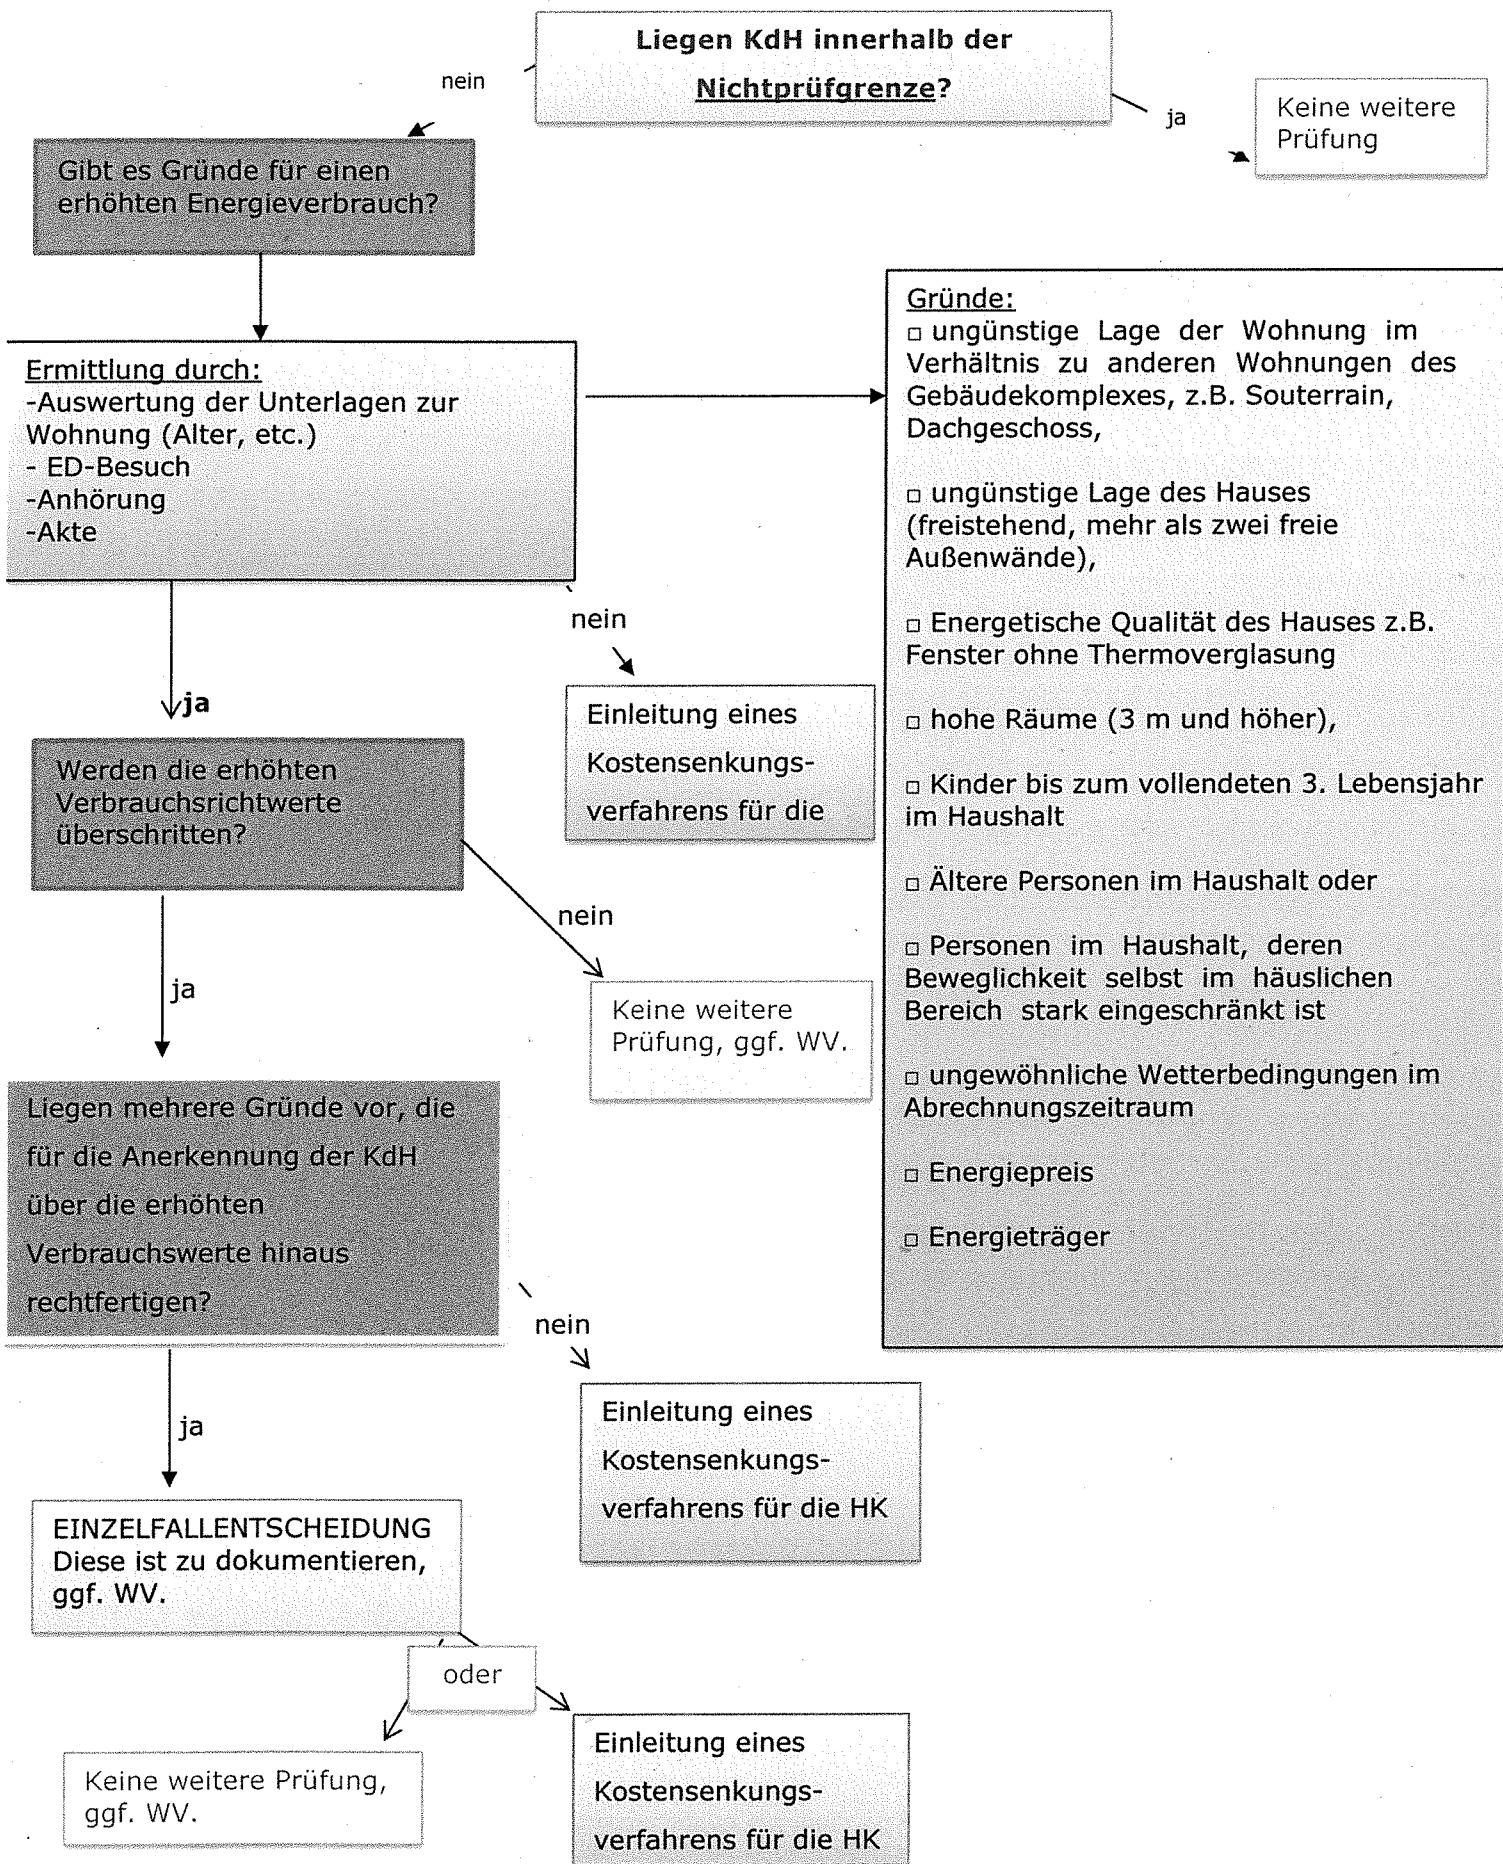 Liegen KdH innerhalb der
Nichtprüfgrenze?
nein
ja
Keine weitere
Prüfung
Gibt es Gründe für einen
erhöhten Energieverbrauch?
Ermittlung durch:
-Auswertung der Unterlagen zur
Wohnung (Alter, etc.)
- ED-Besuch
-Anhörung
-Akte
Gründe:
□ ungünstige Lage der Wohnung im
Verhältnis zu anderen Wohnungen des
Gebäudekomplexes, z.B. Souterrain,
Dachgeschoss,
□ ungünstige Lage des Hauses
(freistehend, mehr als zwei freie
Außenwände),
□ Energetische Qualität des Hauses z.B.
Fenster ohne Thermoverglasung
□ hohe Räume (3 m und höher),
□ Kinder bis zum vollendeten 3. Lebensjahr
im Haushalt
□ Ältere Personen im Haushalt oder
□ Personen im Haushalt, deren
Beweglichkeit selbst im häuslichen
Bereich stark eingeschränkt ist
□ ungewöhnliche Wetterbedingungen im
Abrechnungszeitraum
□ Energiepreis
□ Energieträger
nein
Einleitung eines
Kostensenkungs-
verfahrens für die
ja
Werden die erhöhten
Verbrauchsrichtwerte
überschritten?
nein
Keine weitere
Prüfung, ggf. WV.
ja
Liegen mehrere Gründe vor, die
für die Anerkennung der KdH
über die erhöhten
Verbrauchswerte hinaus
rechtfertigen?
nein
Einleitung eines
Kostensenkungs-
verfahrens für die HK
ja
EINZELFALLENTSCHEIDUNG
Diese ist zu dokumentieren,
ggf. WV.
oder
Keine weitere Prüfung,
ggf. WV.
Einleitung eines
Kostensenkungs-
verfahrens für die HK